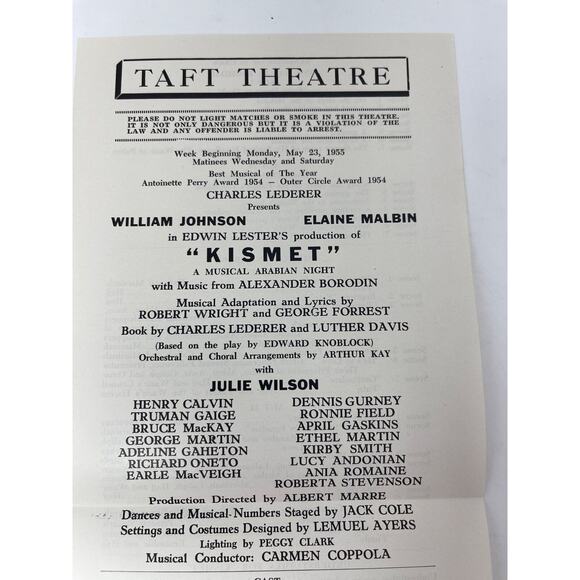 TAFT THEATRE
PLEASE DO NOT LIGHT MATCHES OR SMOKE IN THIS THEATRE.
IT IS NOT ONLY DANGEROUS BUT IT IS A VIOLATION OF THE
LAW AND ANY OFFENDER IS LIABLE TO ARREST.
Week Beginning Monday, May 23, 1955
Matinees Wednesday and Saturday
Best Musical of The Year
Antoinette Perry Award 1954 — Outer Circle Award 1954
CHARLES LEDERER
Presents
WILLIAM JOHNSON ELAINE MALBIN
in EDWIN LESTER'S production of
"KISMET"
A MUSICAL ARABIAN NIGHT
with Music from ALEXANDER BORODIN
Musical Adaptation and Lyrics by
ROBERT WRIGHT and GEORGE FORREST
Book by CHARLES LEDERER and LUTHER DAVIS
(Based on the play by EDWARD KNOBLOCK)
Orchestral and Choral Arrangements by ARTHUR KAY
with
JULIE WILSON
HENRY CALVIN DENNIS GURNEY
TRUMAN GAIGE RONNIE FIELD
BRUCE MacKAY APRIL GASKINS
GEORGE MARTIN ETHEL MARTIN
ADELINE GAHETON KIRBY SMITH
RICHARD ONETO LUCY ANDONIAN
EARLE MacVEIGH ANIA ROMAINE
ROBERTA STEVENSON
Production Directed by ALBERT MARRE
Dances and Musical-Numbers Staged by JACK COLE
Settings and Costumes Designed by LEMUEL AYERS
Lighting by PEGGY CLARK
Musical Conductor: CARMEN COPPOLA
CAST